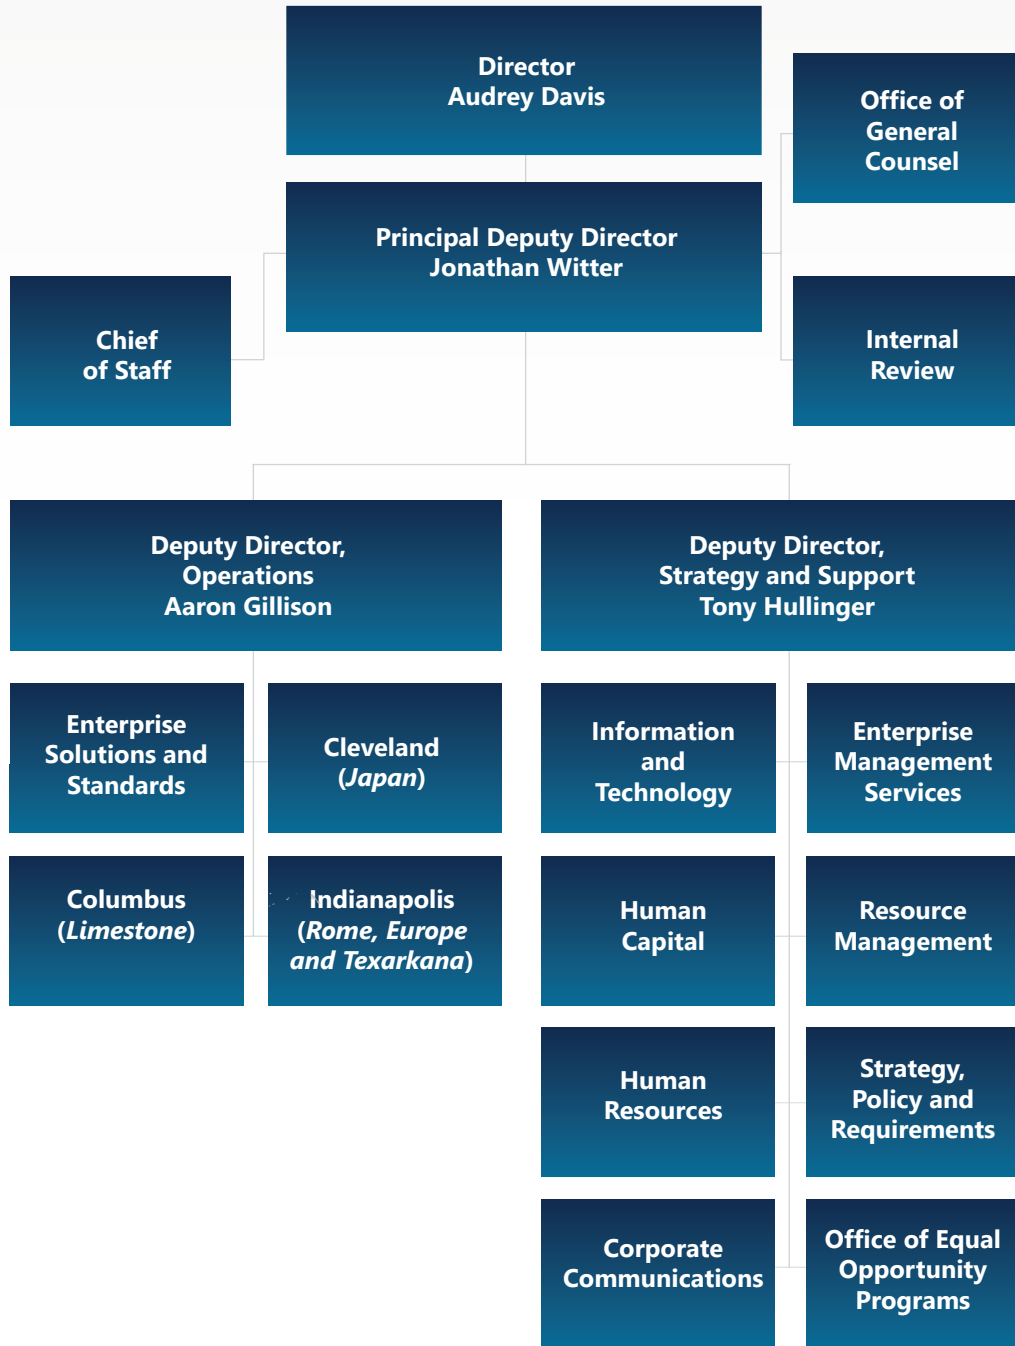 Director
Audrey Davis
Office of
General
Counsel
Principal Deputy Director
Jonathan Witter
Chief
of Staff
Internal
Review
Deputy Director,
Operations
Aaron Gillison
Deputy Director,
Strategy and Support
Tony Hullinger
Enterprise
Solutions and
Standards
Cleveland
(Japan)
Information
and
Technology
Enterprise
Management
Services
Columbus
(Limestone)
Indianapolis
(Rome, Europe
and Texarkana)
Human
Capital
Resource
Management
Human
Resources
Strategy,
Policy and
Requirements
Corporate
Communications
Office of Equal
Opportunity
Programs